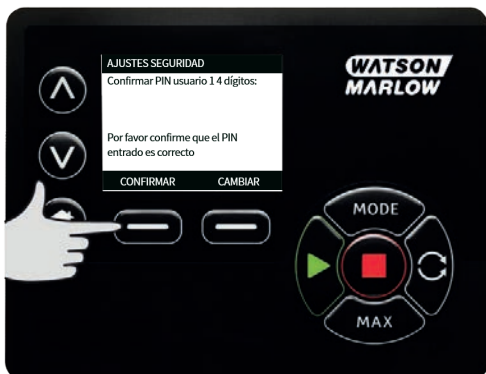 AJUSTES SEGURIDAD
Confirmar PIN usuario 1 4 dígitos:
Por favor confirme que el PIN
entrado es correcto
CONFIRMAR CAMBIAR
WATSON
MARLOW
MODE
MAX